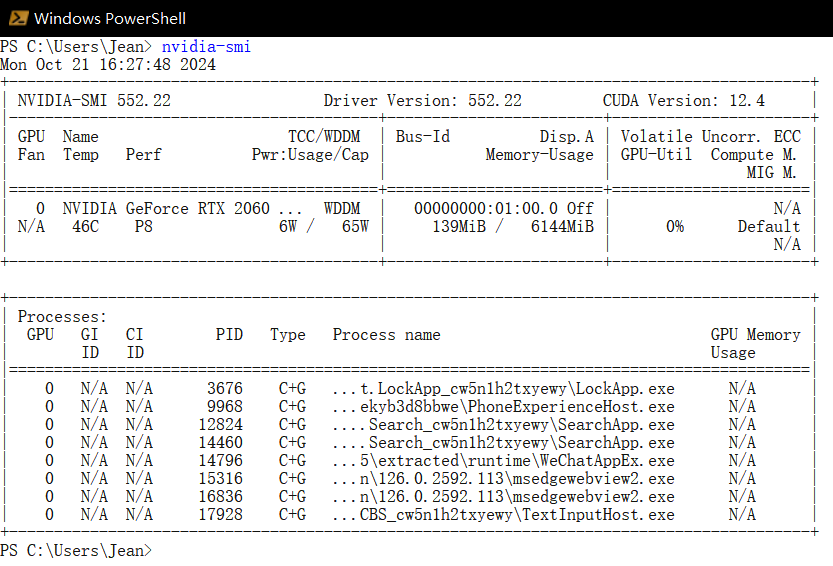 Windows PowerShell
PS C:\Users\Jean> nvidia-smi
Mon Oct 21 16:27:48 2024
NVIDIA-SMI 552.22 Driver Version: 552.22 CUDA Version: 12.4
GPU Name TCC/WDDM Bus-Id Disp.A Volatile Uncorr. ECC
Fan Temp Perf Pwr:Usage/Cap Memory-Usage GPU-Util Compute M.
MIG M.
0 NVIDIA GeForce RTX 2060 ... WDDM 00000000:01:00.0 Off N/A
N/A 46C P8 6W / 65W 139MiB / 6144MiB 0% Default
N/A
Processes:
GPU GI CI PID Type Process name GPU Memory
ID ID Usage
0 N/A N/A 3676 C+G ...t.LockApp_cw5n1h2txyewy\LockApp.exe N/A
0 N/A N/A 9968 C+G ...ekyb3d8bbwe\PhoneExperienceHost.exe N/A
0 N/A N/A 12824 C+G ....Search_cw5n1h2txyewy\SearchApp.exe N/A
0 N/A N/A 14460 C+G ....Search_cw5n1h2txyewy\SearchApp.exe N/A
0 N/A N/A 14796 C+G ...5\extracted\runtime\WeChatAppEx.exe N/A
0 N/A N/A 15316 C+G ...n\126.0.2592.113\msedgewebview2.exe N/A
0 N/A N/A 16836 C+G ...n\126.0.2592.113\msedgewebview2.exe N/A
0 N/A N/A 17928 C+G ...CBS_cw5n1h2txyewy\TextInputHost.exe N/A
PS C:\Users\Jean>